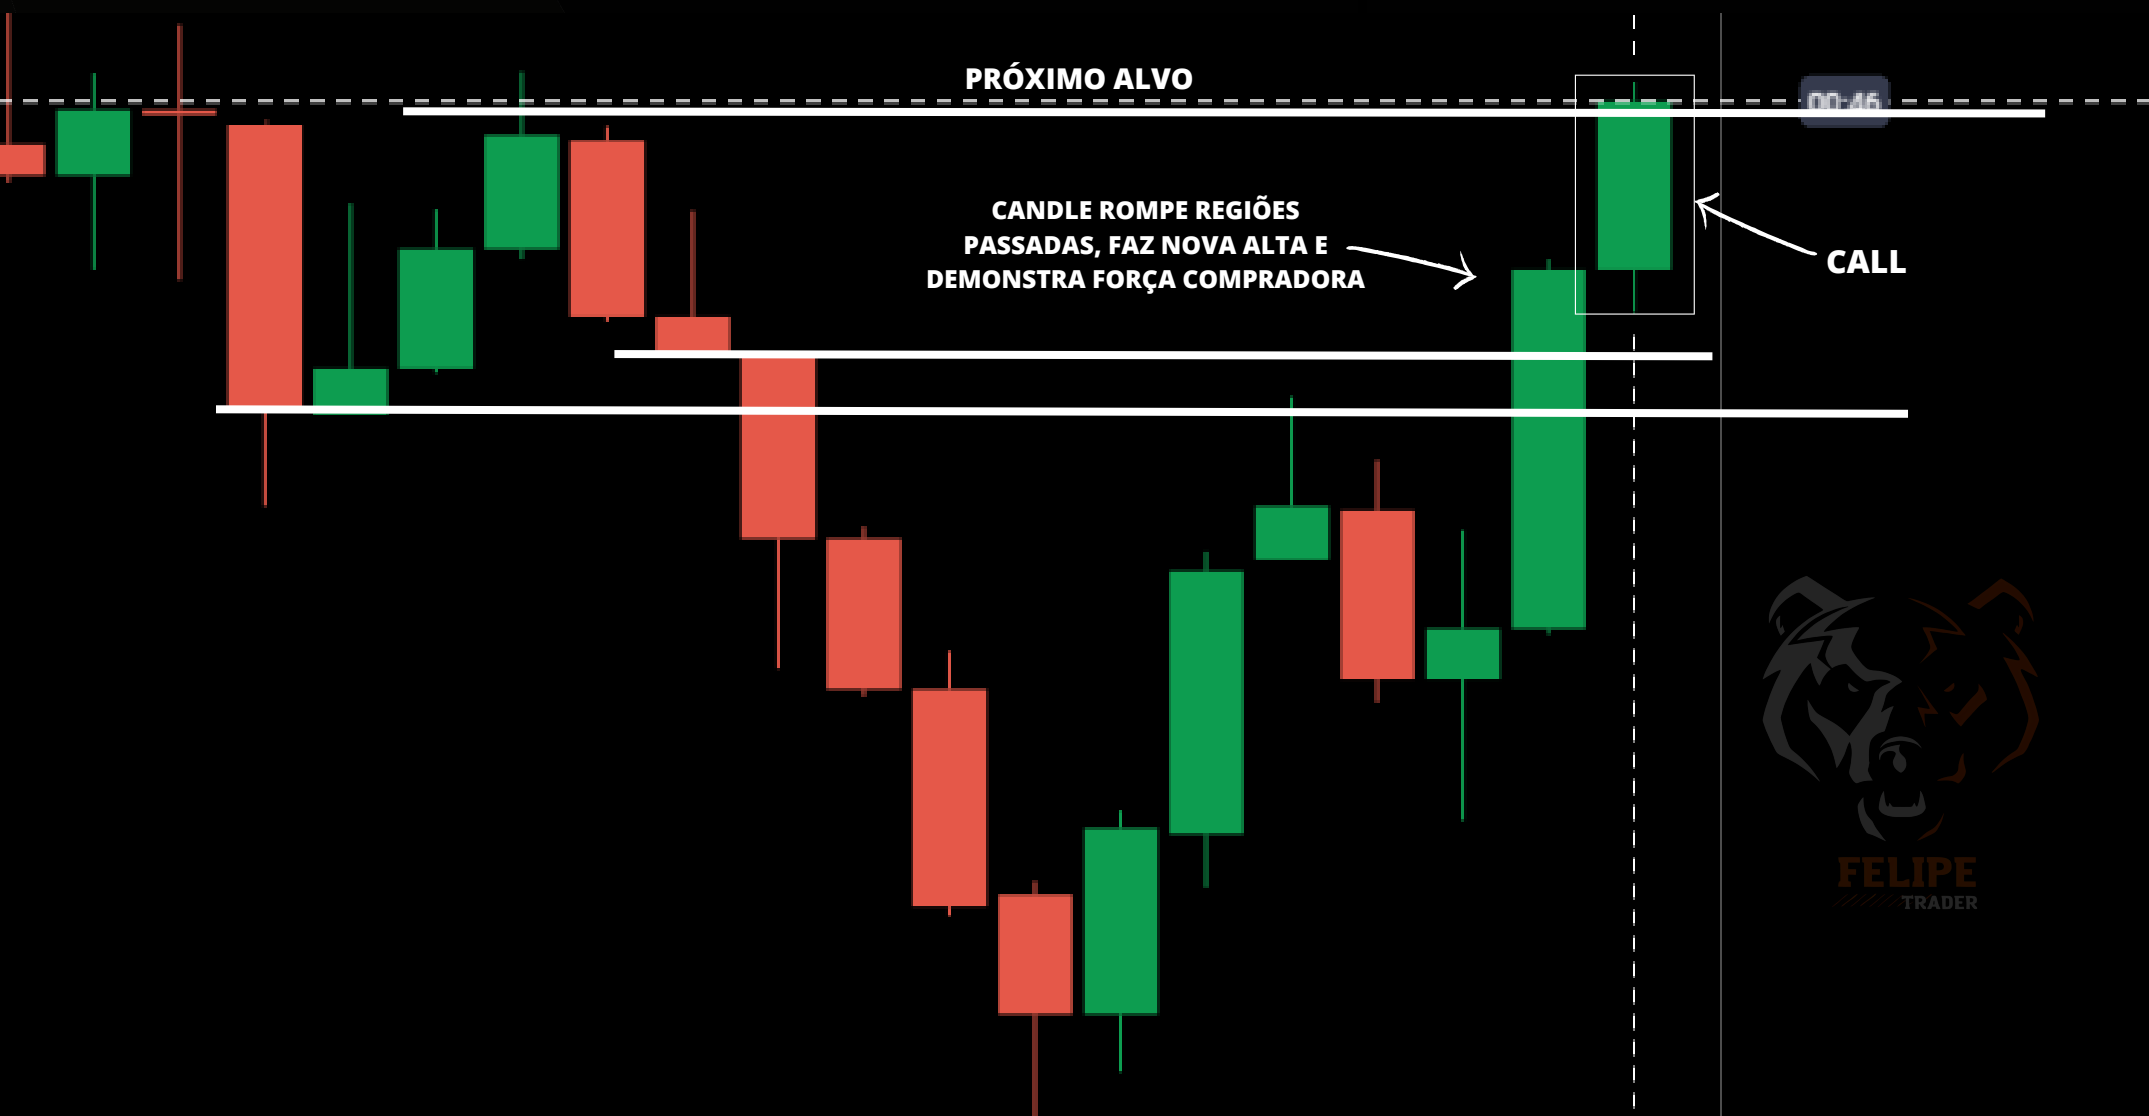 PRÓXIMO ALVO
00:46
CANDLE ROMPE REGIÕES
PASSADAS, FAZ NOVA ALTA E
DEMONSTRA FORÇA COMPRADORA
CALL
FELIPE
TRADER